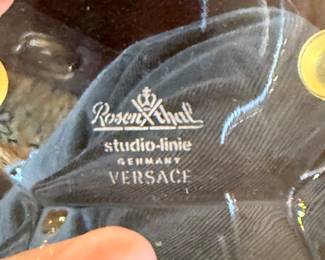 Rosenthal
studio-linie
GERMANY
VERSACE